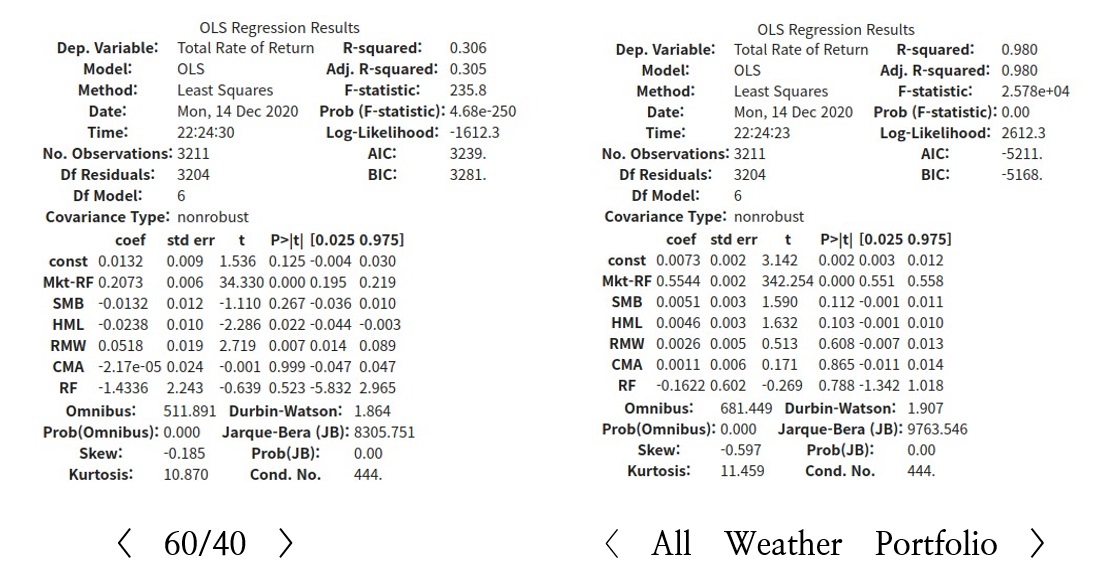 OLS Regression Results
Dep. Variable: Total Rate of Return R-squared: 0.306
Model: OLS Adj. R-squared: 0.305
Method: Least Squares F-statistic: 235.8
Date: Mon, 14 Dec 2020 Prob (F-statistic): 4.68e-250
Time: 22:24:30 Log-Likelihood: -1612.3
No. Observations: 3211 AIC: 3239.
Df Residuals: 3204 BIC: 3281.
Df Model: 6
Covariance Type: nonrobust
coef std err t P>|t| [0.025 0.975]
const 0.0132 0.009 1.536 0.125 -0.004 0.030
Mkt-RF 0.2073 0.006 34.330 0.000 0.195 0.219
SMB -0.0132 0.012 -1.110 0.267 -0.036 0.010
HML -0.0238 0.010 -2.286 0.022 -0.044 -0.003
RMW 0.0518 0.019 2.719 0.007 0.014 0.089
CMA -2.17e-05 0.024 -0.001 0.999 -0.047 0.047
RF -1.4336 2.243 -0.639 0.523 -5.832 2.965
Omnibus: 511.891 Durbin-Watson: 1.864
Prob(Omnibus): 0.000 Jarque-Bera (JB): 8305.751
Skew: -0.185 Prob(JB): 0.00
Kurtosis: 10.870 Cond. No. 444.
< 60/40 >
OLS Regression Results
Dep. Variable: Total Rate of Return R-squared: 0.980
Model: OLS Adj. R-squared: 0.980
Method: Least Squares F-statistic: 2.578e+04
Date: Mon, 14 Dec 2020 Prob (F-statistic): 0.00
Time: 22:24:23 Log-Likelihood: 2612.3
No. Observations: 3211 AIC: -5211.
Df Residuals: 3204 BIC: -5168.
Df Model: 6
Covariance Type: nonrobust
coef std err t P>|t| [0.025 0.975]
const 0.0073 0.002 3.142 0.002 0.003 0.012
Mkt-RF 0.5544 0.002 342.254 0.000 0.551 0.558
SMB 0.0051 0.003 1.590 0.112 -0.001 0.011
HML 0.0046 0.003 1.632 0.103 -0.001 0.010
RMW 0.0026 0.005 0.513 0.608 -0.007 0.013
CMA 0.0011 0.006 0.171 0.865 -0.011 0.014
RF -0.1622 0.602 -0.269 0.788 -1.342 1.018
Omnibus: 681.449 Durbin-Watson: 1.907
Prob(Omnibus): 0.000 Jarque-Bera (JB): 9763.546
Skew: -0.597 Prob(JB): 0.00
Kurtosis: 11.459 Cond. No. 444.
< All Weather Portfolio >